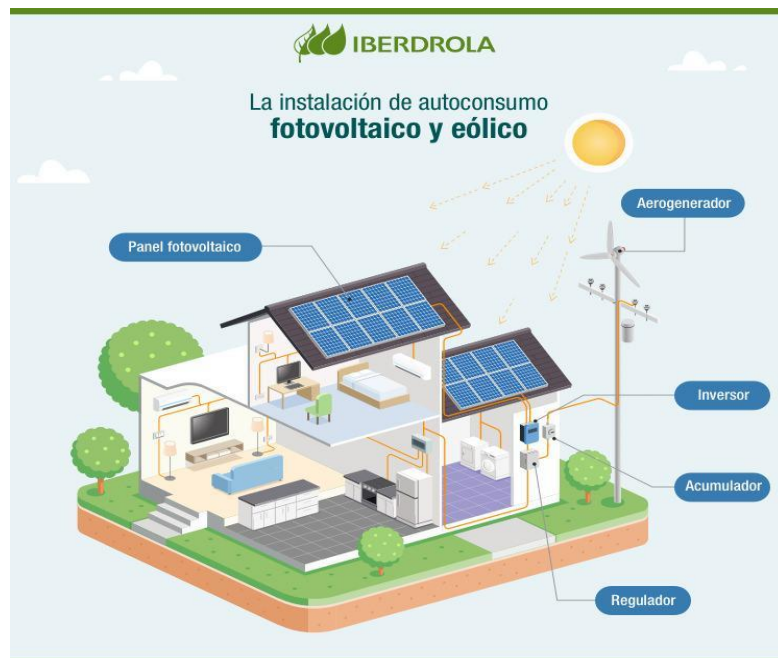 IBERDROLA
La instalación de autoconsumo
fotovoltaico y eólico
Aerogenerador
Panel fotovoltaico
Inversor
Acumulador
Regulador